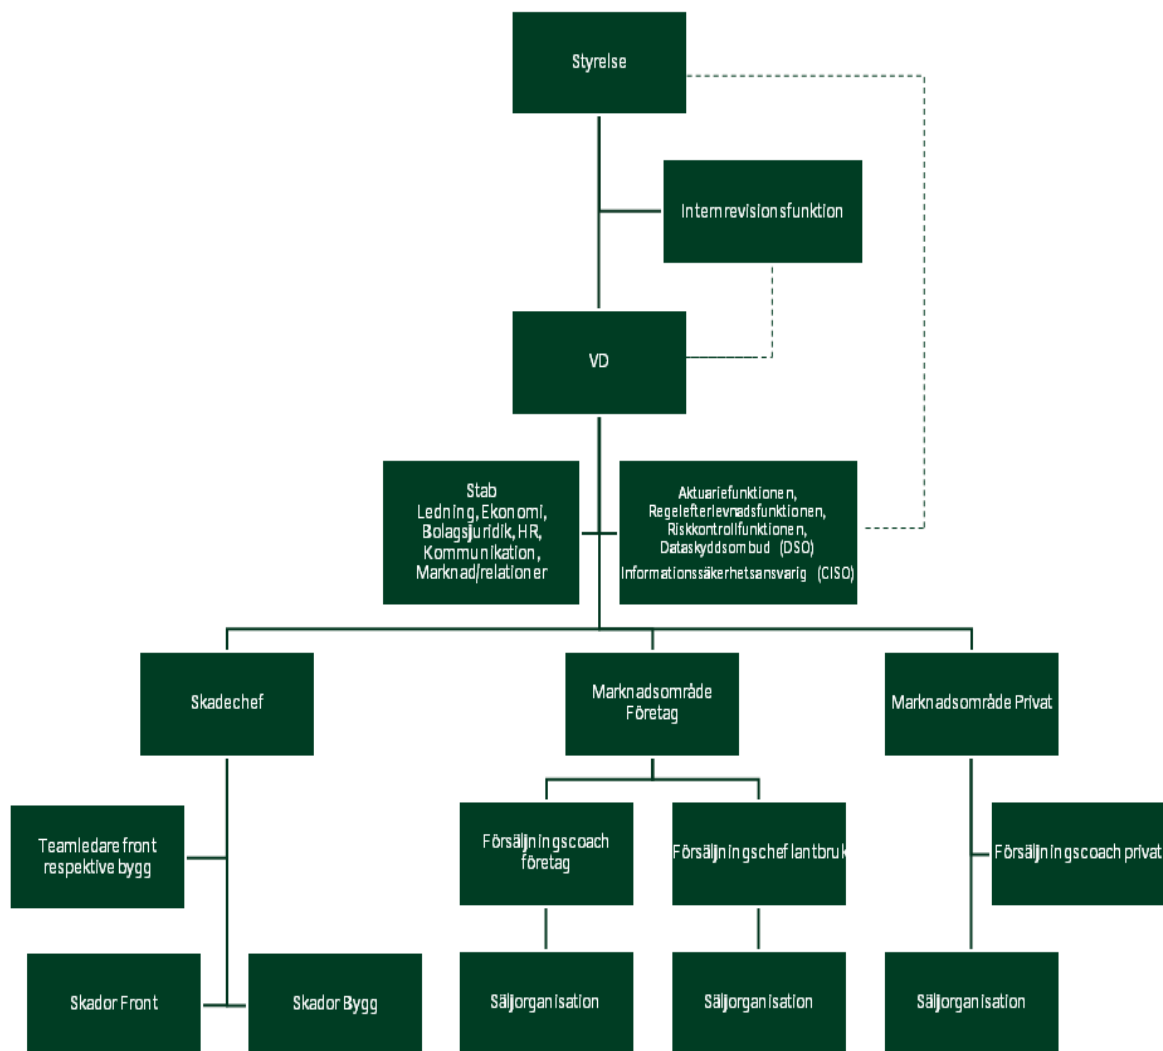 Styrelse
Internrevisionsfunktion
VD
Stab
Ledning, Ekonomi,
Bolagsjuridik, HR,
Kommunikation,
Marknad/relationer
Aktuariefunktionen,
Regelefterlevnadsfunktionen,
Riskkontrollfunktionen,
Dataskyddsombud (DSO)
Informationssäkerhetsansvarig (CISO)
Skadechef
Marknadsområde
Företag
Marknadsområde Privat
Teamledare front
respektive bygg
Försäljningscoach
företag
Försäljningschef lantbruk
Försäljningscoach privat
Skador Front
Skador Bygg
Säljorganisation
Säljorganisation
Säljorganisation